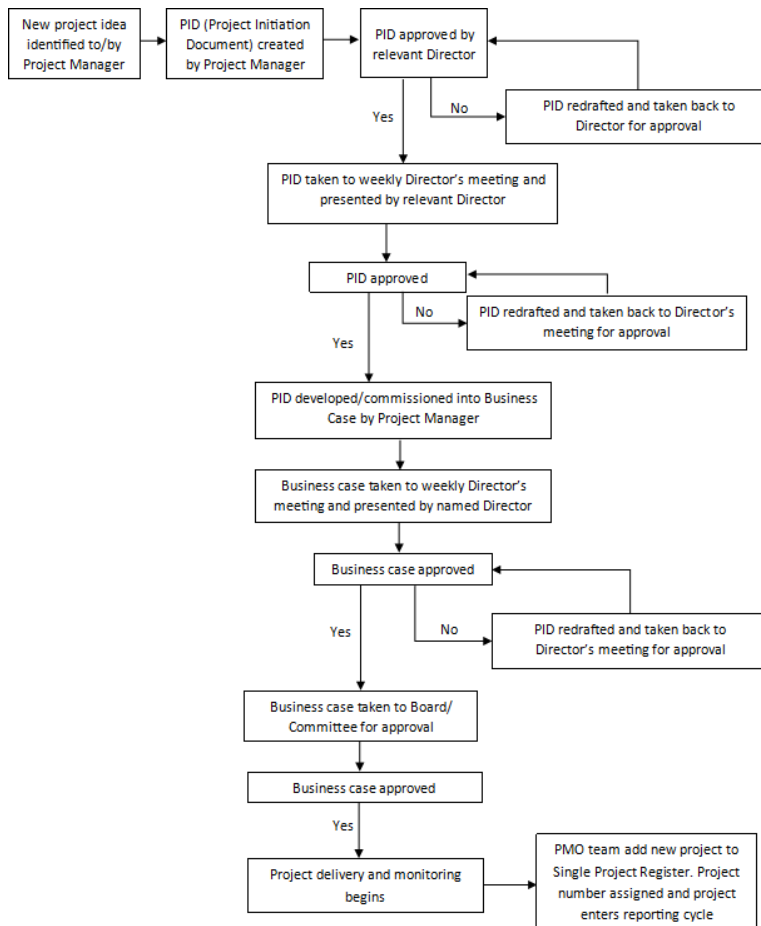 New project idea
identified to/by
Project Manager
PID (Project Initiation
Document) created
by Project Manager
PID approved by
relevant Director
No
Yes
PID redrafted and taken back to
Director for approval
PID taken to weekly Director’s meeting and
presented by relevant Director
PID approved
No
Yes
PID redrafted and taken back to Director’s
meeting for approval
PID developed/commissioned into Business
Case by Project Manager
Business case taken to weekly Director’s
meeting and presented by named Director
Business case approved
Yes
No
PID redrafted and taken back to
Director’s meeting for approval
Business case taken to Board/
Committee for approval
Business case approved
Yes
Project delivery and monitoring
begins
PMO team add new project to
Single Project Register. Project
number assigned and project
enters reporting cycle